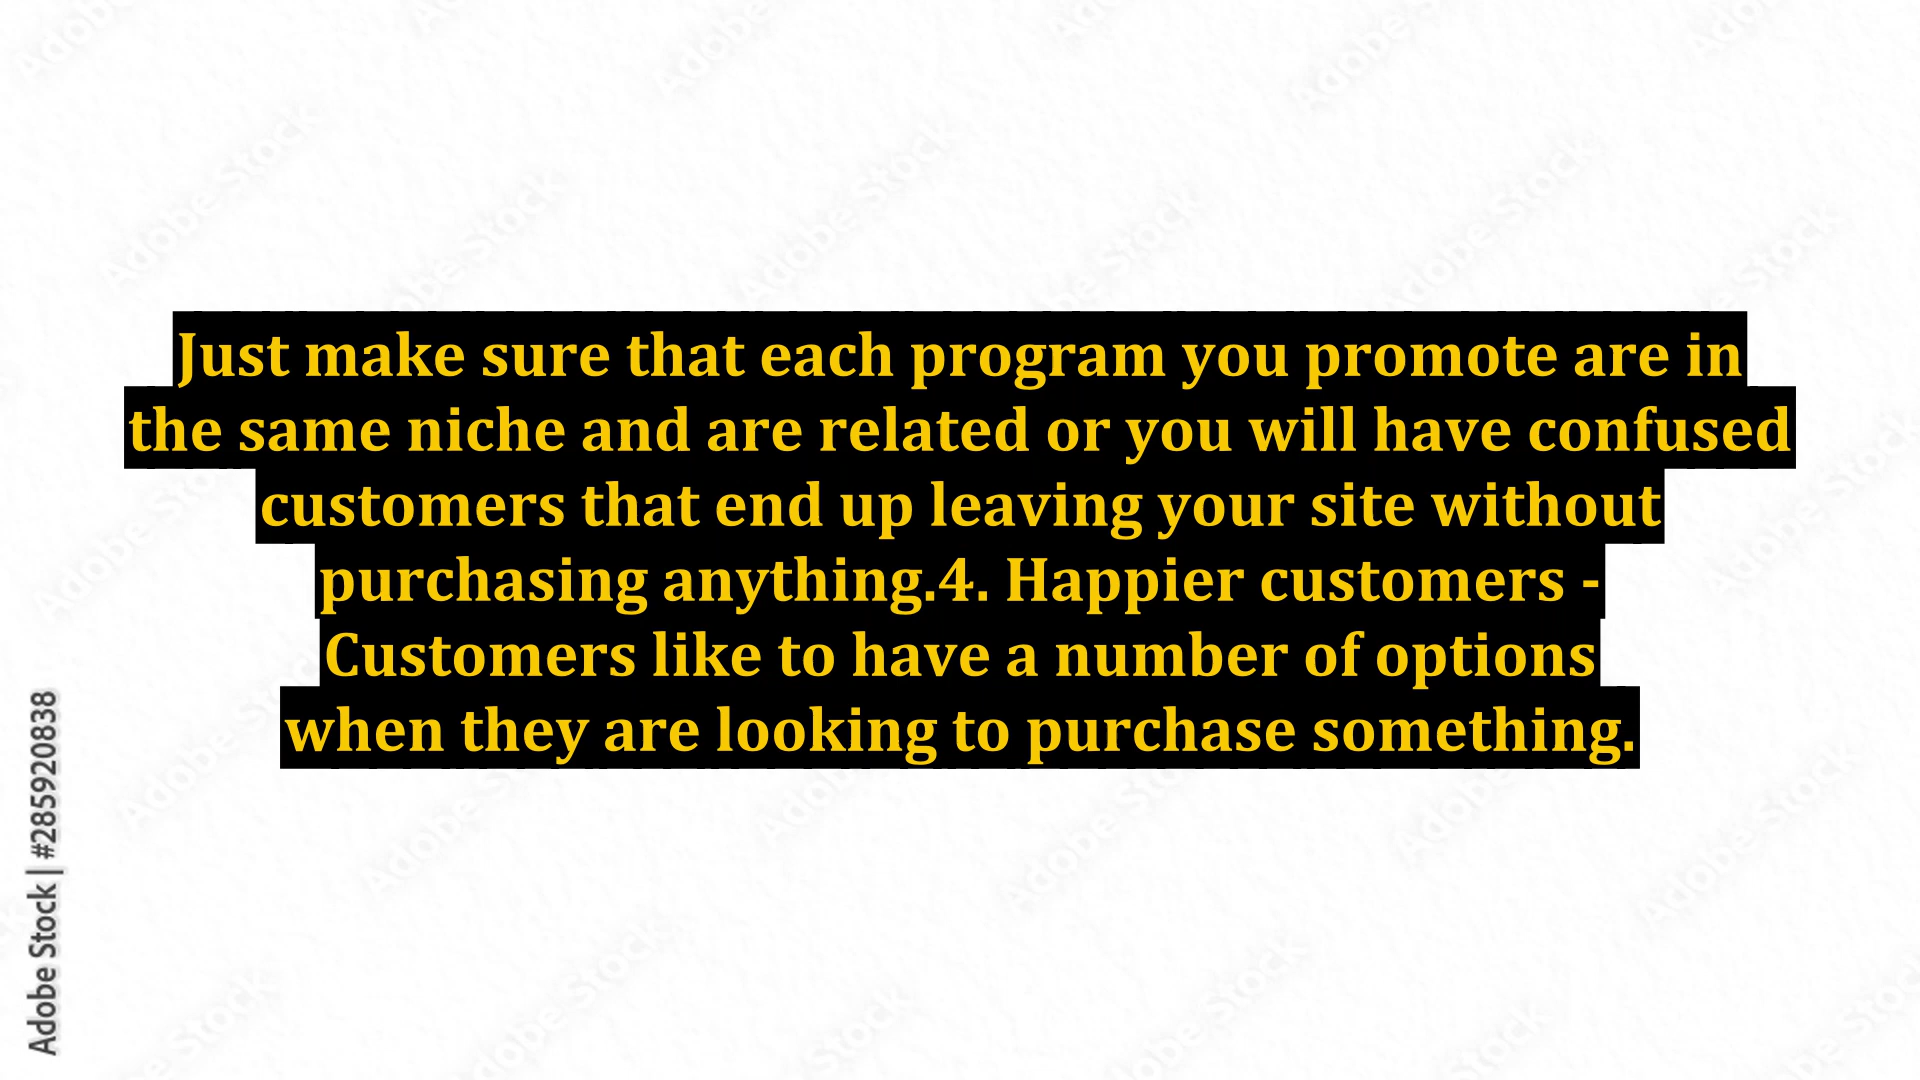 Just make sure that each program you promote are in
the same niche and are related or you will have confused
customers that end up leaving your site without
purchasing anything.4. Happier customers -
Customers like to have a number of options
when they are looking to purchase something.
Adobe Stock | #285920838
Adobe Stock